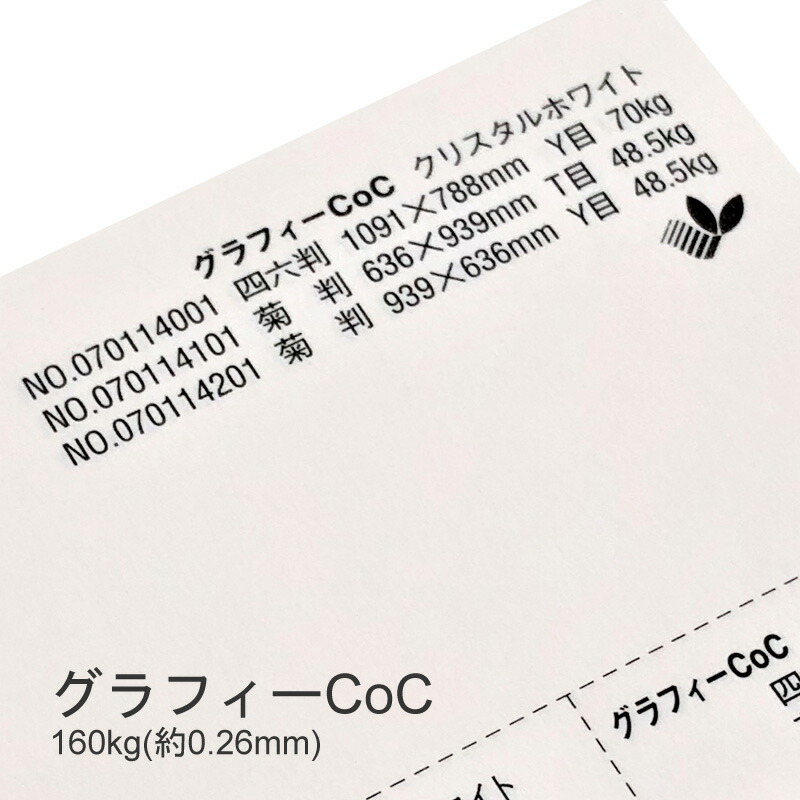 グラフィーCoC クリスタルホワイト
NO.070114001 四六判 1091×788mm Y目 70kg
NO.070114101 菊 判 636×939mm T目 48.5kg
NO.070114201 菊 判 939×636mm Y目 48.5kg
グラフィーCoC
四
グラフィーCoC
160kg(約0.26mm)
イト